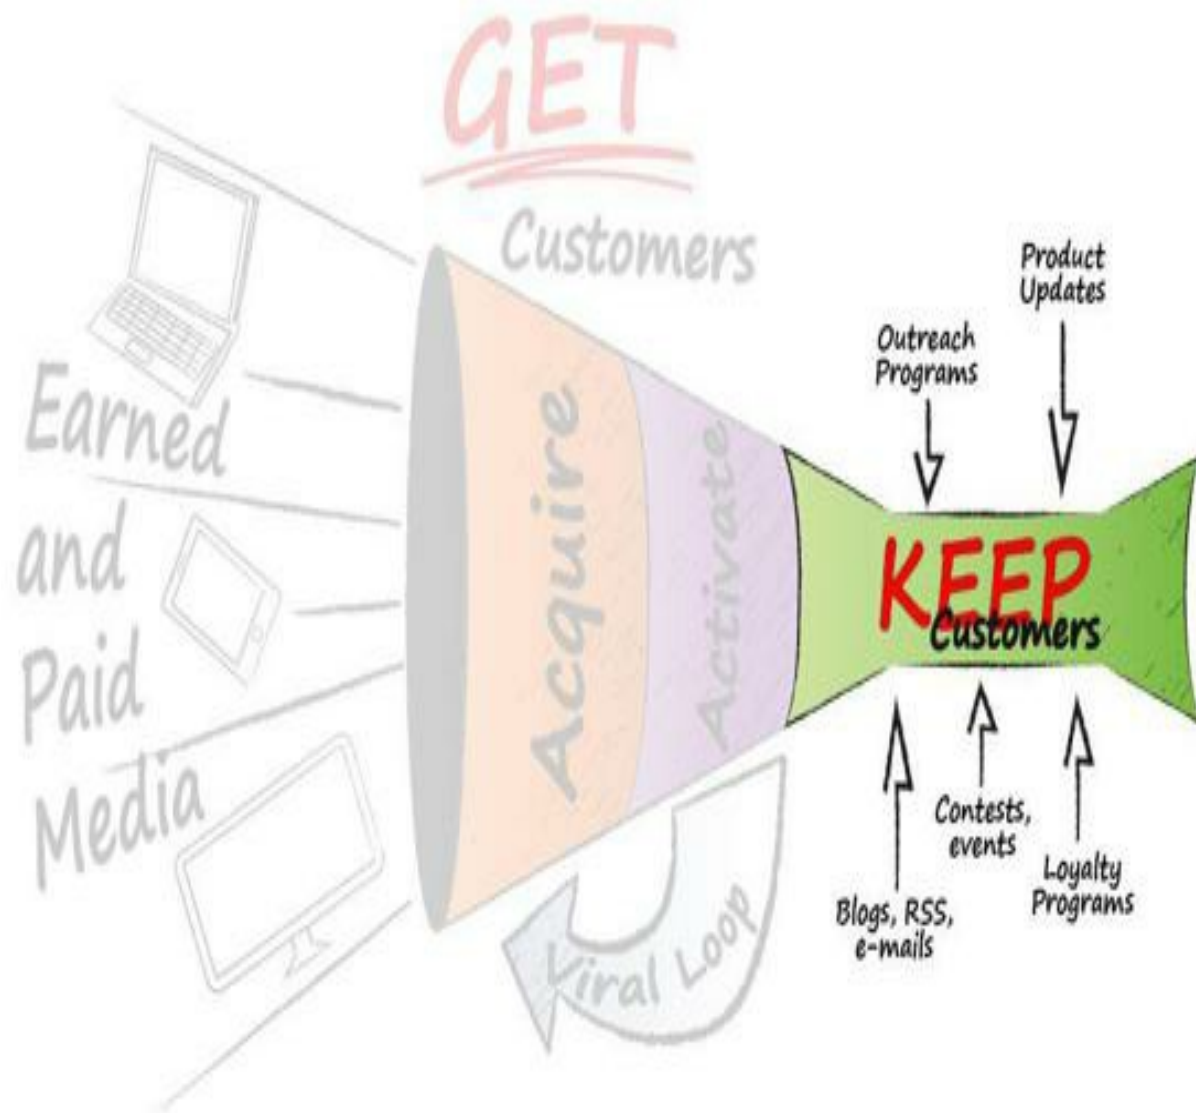 GET
Customers
Earned
and
Paid
Media
Acquire
Activate
Viral Loop
Outreach
Programs
Product
Updates
KEEP
Customers
Blogs, RSS,
e-mails
Contests,
events
Loyalty
Programs